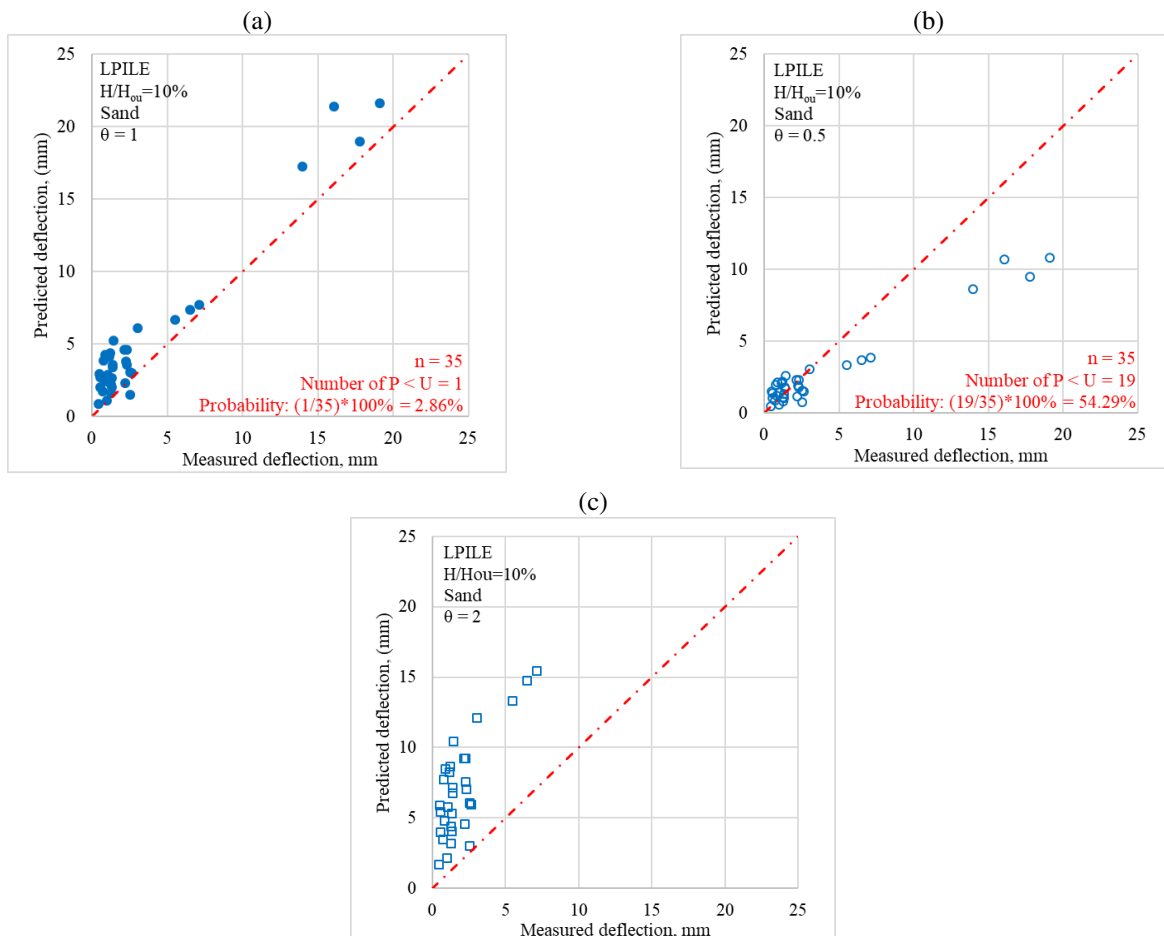 (a)
25
20
15
10
5
0
Predicted deflection, (mm)
LPILE
H/Hou=10%
Sand
θ = 1
n = 35
Number of P < U = 1
Probability: (1/35)*100% = 2.86%
0 5 10 15 20 25
Measured deflection, mm
(b)
25
20
15
10
5
0
Predicted deflection, (mm)
LPILE
H/Hou=10%
Sand
θ = 0.5
n = 35
Number of P < U = 19
Probability: (19/35)*100% = 54.29%
0 5 10 15 20 25
Measured deflection, mm
(c)
25
20
15
10
5
0
Predicted deflection, (mm)
LPILE
H/Hou=10%
Sand
θ = 2
0 5 10 15 20 25
Measured deflection, mm